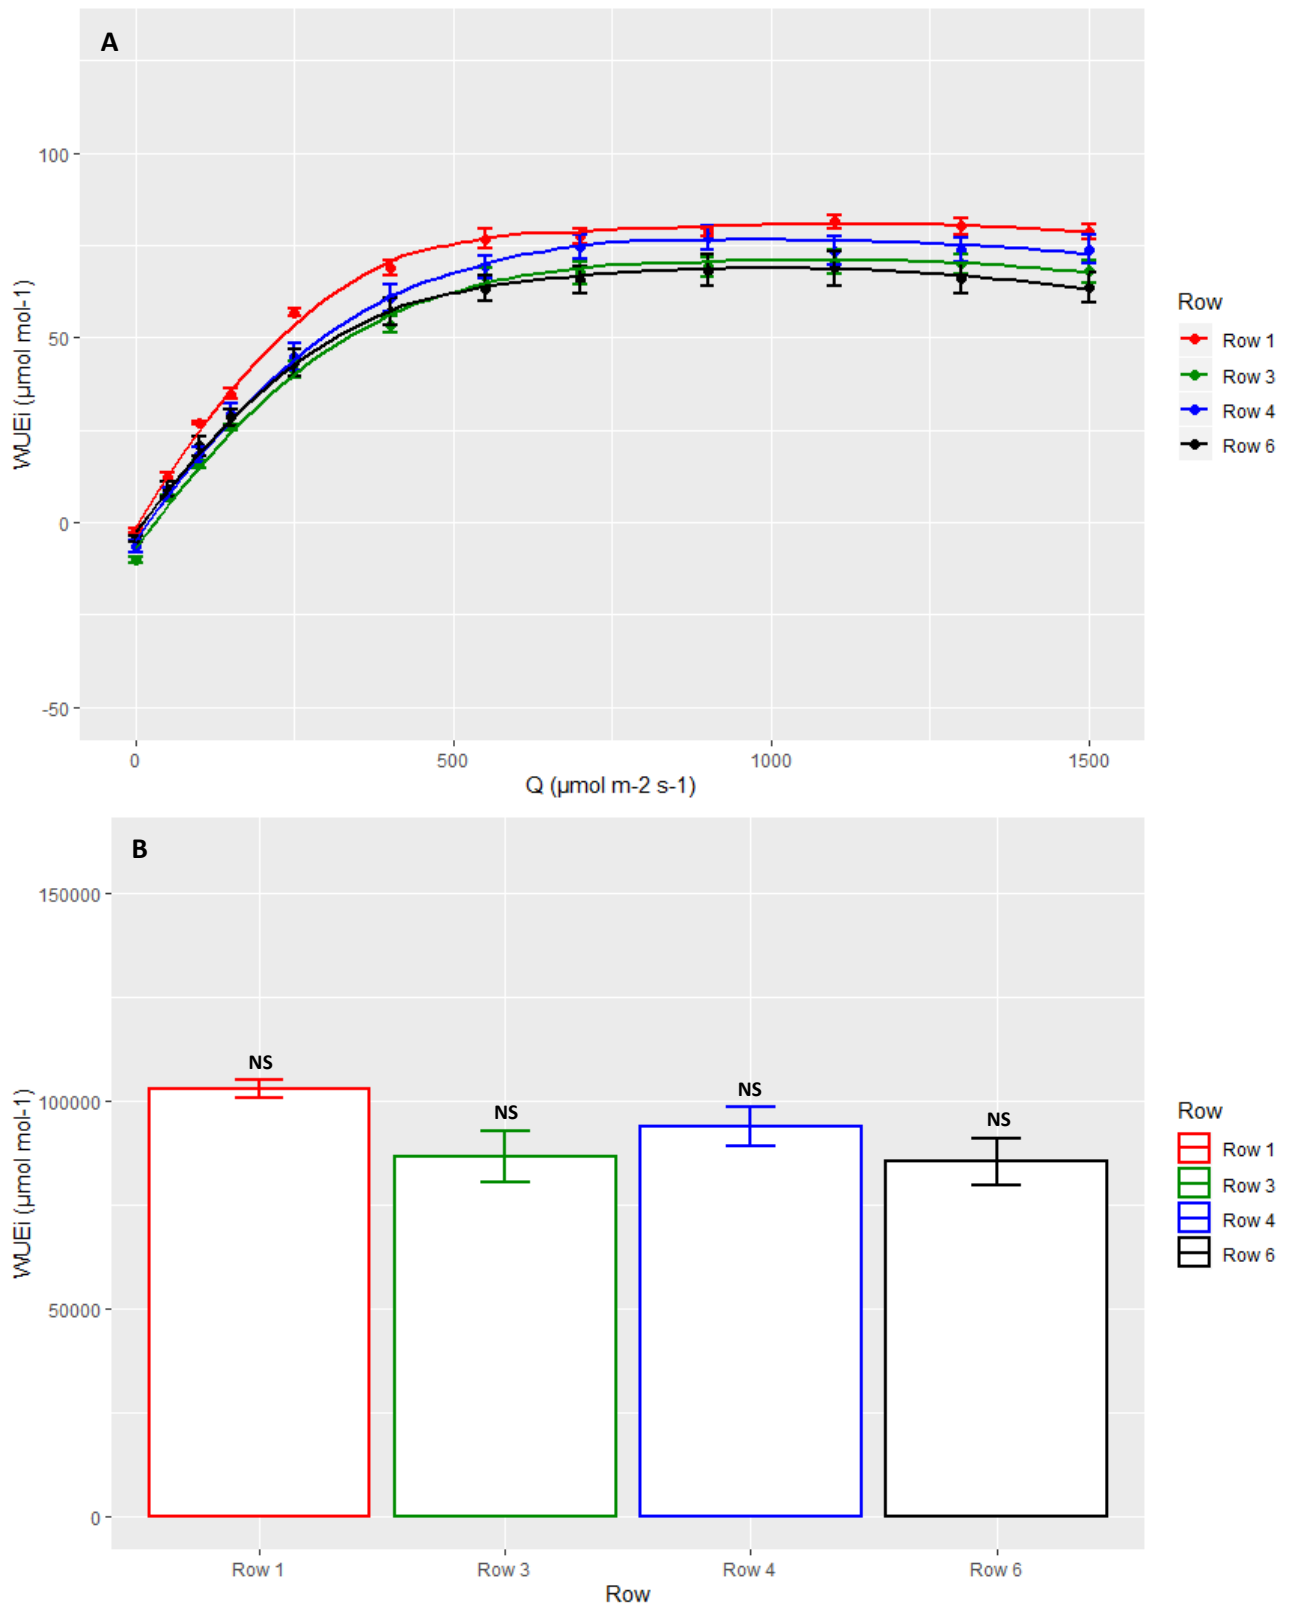 A
100
50
0
-50
WUEi (µmol mol-1)
0 500 1000 1500
Q (µmol m-2 s-1)
Row
Row 1
Row 3
Row 4
Row 6
B
150000
100000
50000
0
WUEi (µmol mol-1)
NS
NS
NS
NS
Row 1 Row 3 Row 4 Row 6
Row
Row
Row 1
Row 3
Row 4
Row 6